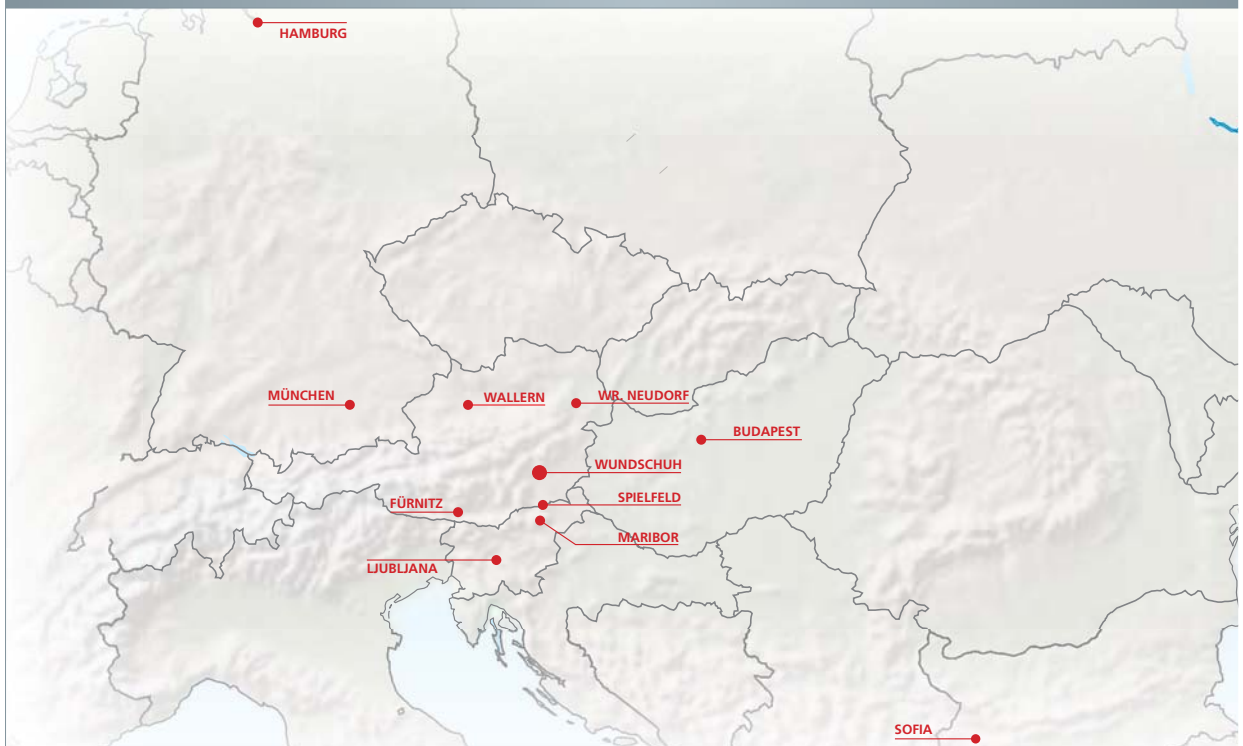 HAMBURG
MÜNCHEN
WALLERN
WR. NEUDORF
BUDAPEST
WUNDSCHUH
FÜRNITZ
SPIELFELD
MARIBOR
LJUBLJANA
SOFIA